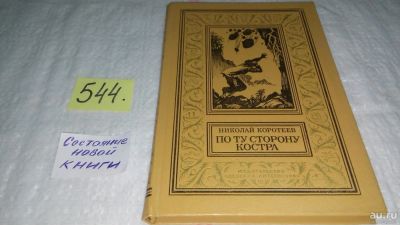 544.
Состояние
новой
книги
НИКОЛАЙ КОРОТЕЕВ
ПО ТУ СТОРОНУ
КОСТРА
au.ru